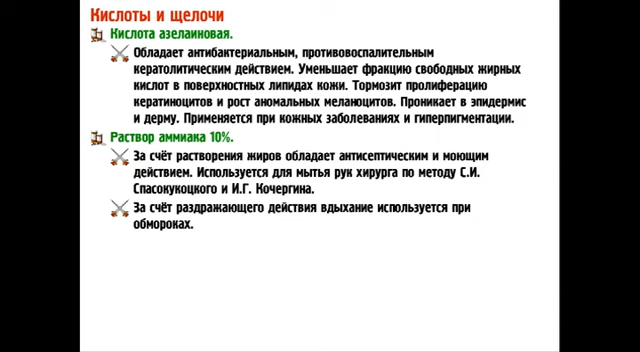 Кислоты и щелочи
Кислота азелаиновая.
Обладает антибактериальным, противовоспалительным
кератолитическим действием. Уменьшает фракцию свободных жирных
кислот в поверхностных липидах кожи. Тормозит пролиферацию
кератиноцитов и рост аномальных меланоцитов. Проникает в эпидермис
и дерму. Применяется при кожных заболеваниях и гиперпигментации.
Раствор аммиака 10%.
За счёт растворения жиров обладает антисептическим и моющим
действием. Используется для мытья рук хирурга по методу С.И.
Спасокукоцкого и И.Г. Кочергина.
За счёт раздражающего действия вдыхание используется при
обмороках.